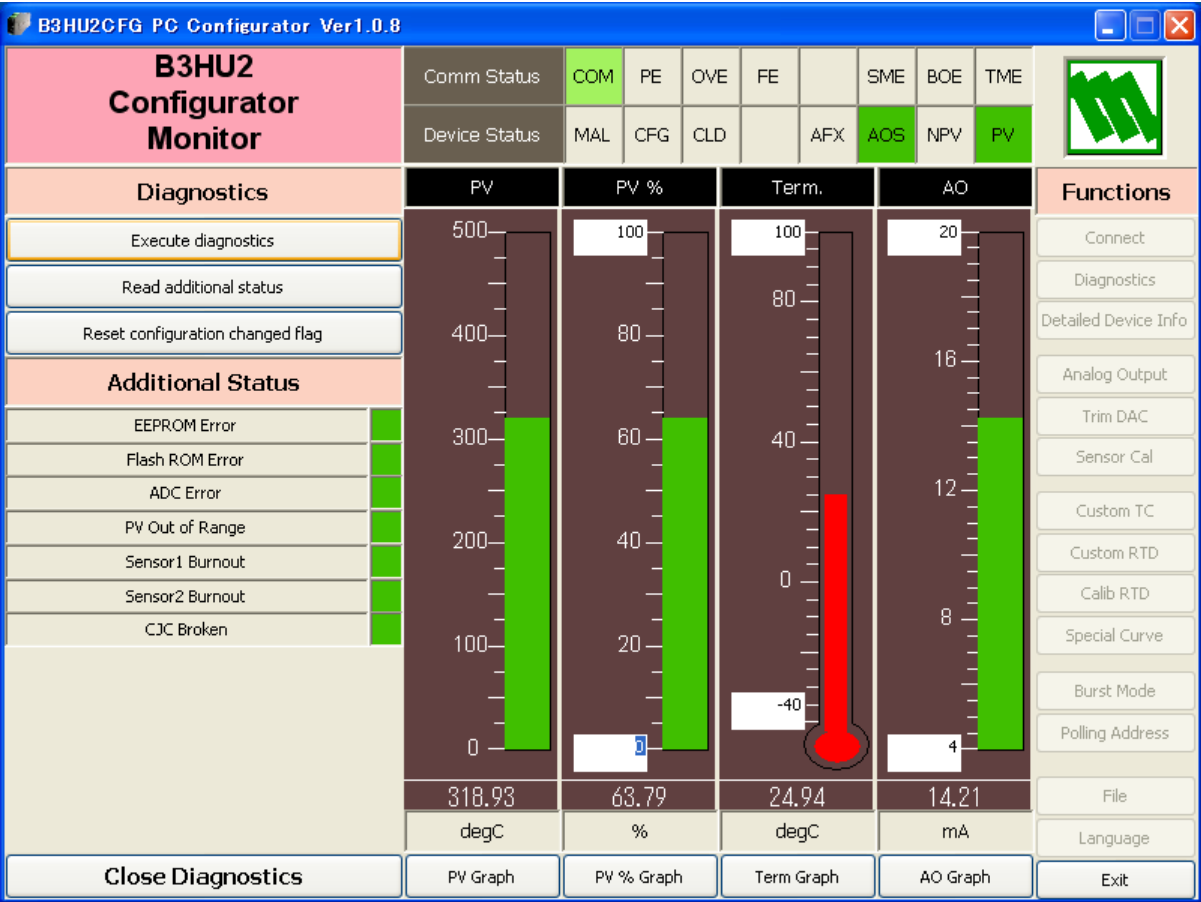 B3HU2CFG PC Configurator Ver1.0.8
B3HU2
Configurator
Monitor
Comm Status COM PE OVE FE SME BOE TME
Device Status MAL CFG CLD AFX AOS NPV PV
Diagnostics
Execute diagnostics
Read additional status
Reset configuration changed flag
Additional Status
EEPROM Error
Flash ROM Error
ADC Error
PV Out of Range
Sensor1 Burnout
Sensor2 Burnout
CJC Broken
Close Diagnostics
PV
500
400
300
200
100
0
318.93
degC
PV Graph
PV %
100
80
60
40
20
0
63.79
%
PV % Graph
Term.
100
80
40
0
-40
24.94
degC
Term Graph
AO
20
16
12
8
4
14.21
mA
AO Graph
Functions
Connect
Diagnostics
Detailed Device Info
Analog Output
Trim DAC
Sensor Cal
Custom TC
Custom RTD
Calib RTD
Special Curve
Burst Mode
Polling Address
File
Language
Exit